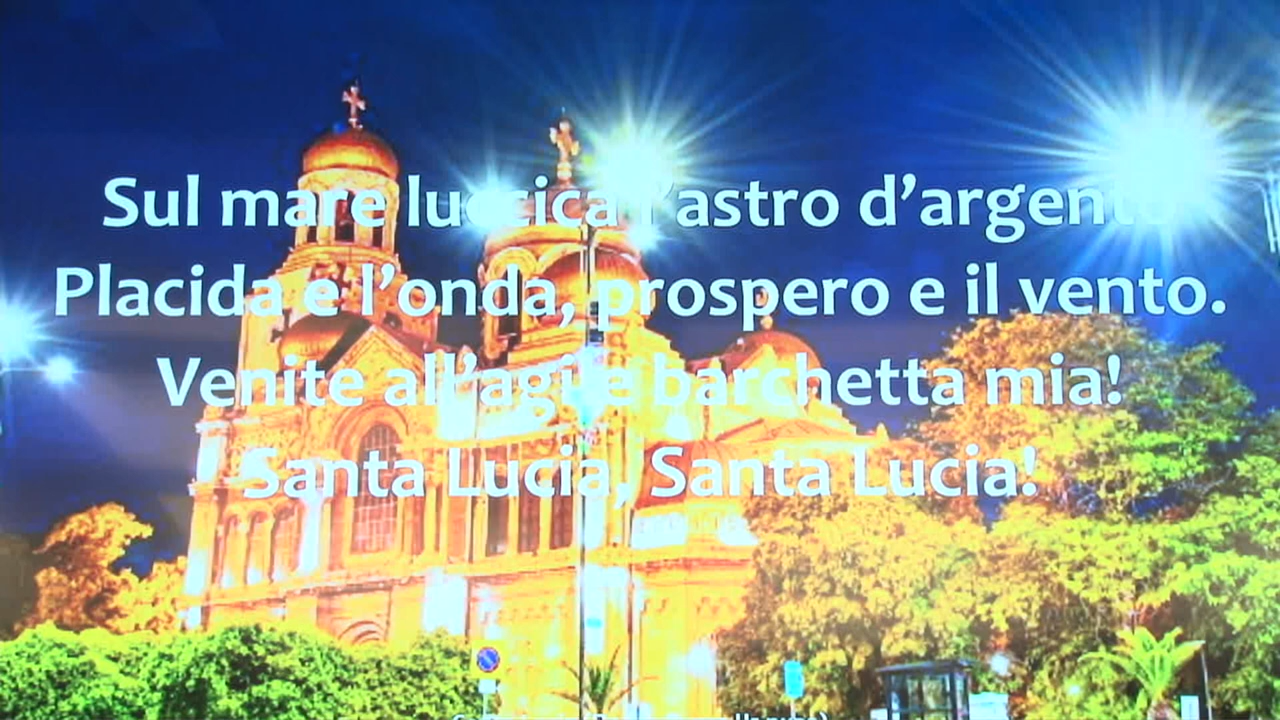 Sul mare luccica l'astro d'argento
Placida e l'onda, prospero e il vento.
Venite all'agile barchetta mia!
Santa Lucia, Santa Lucia!